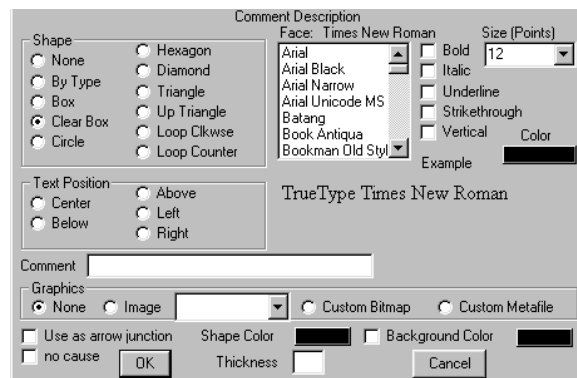 Comment Description
Shape
None
By Type
Box
Clear Box
Circle
Hexagon
Diamond
Triangle
Up Triangle
Loop Clkwse
Loop Counter
Face: Times New Roman
Arial
Arial Black
Arial Narrow
Arial Unicode MS
Batang
Book Antiqua
Bookman Old Styl
Bold
Italic
Underline
Strikethrough
Vertical
Size (Points)
12
Color
Example
Text Position
Center
Below
Above
Left
Right
TrueType Times New Roman
Comment
Graphics
None Image Custom Bitmap Custom Metafile
Use as arrow junction Shape Color Background Color
no cause OK Thickness Cancel